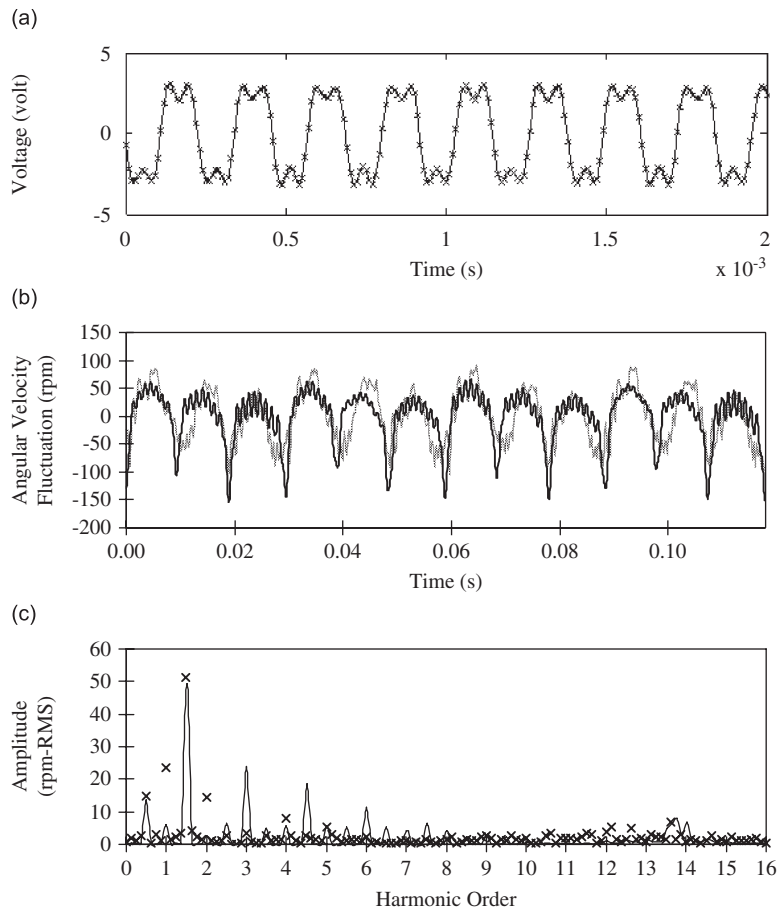 (a)
5
0
-5
Voltage (volt)
0
0.5
1
1.5
2
Time (s)
x 10⁻³
(b)
150
100
50
0
-50
-100
-150
-200
Angular Velocity
Fluctuation (rpm)
0.00
0.02
0.04
0.06
0.08
0.10
Time (s)
(c)
60
50
40
30
20
10
0
Amplitude
(rpm-RMS)
0 1 2 3 4 5 6 7 8 9 10 11 12 13 14 15 16
Harmonic Order